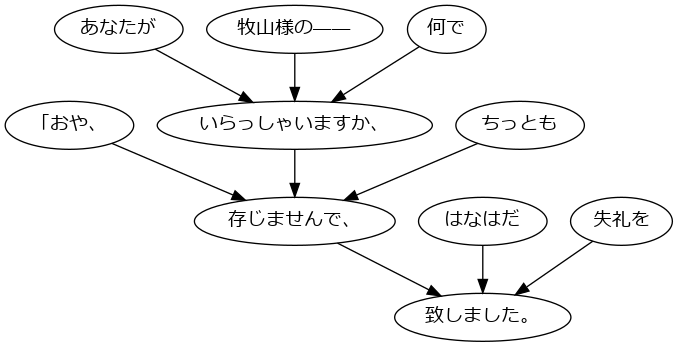 あなたが
牧山様の――
何で
「おや、
いらっしゃいますか、
ちっとも
存じませんで、
はなはだ
失礼を
致しました。